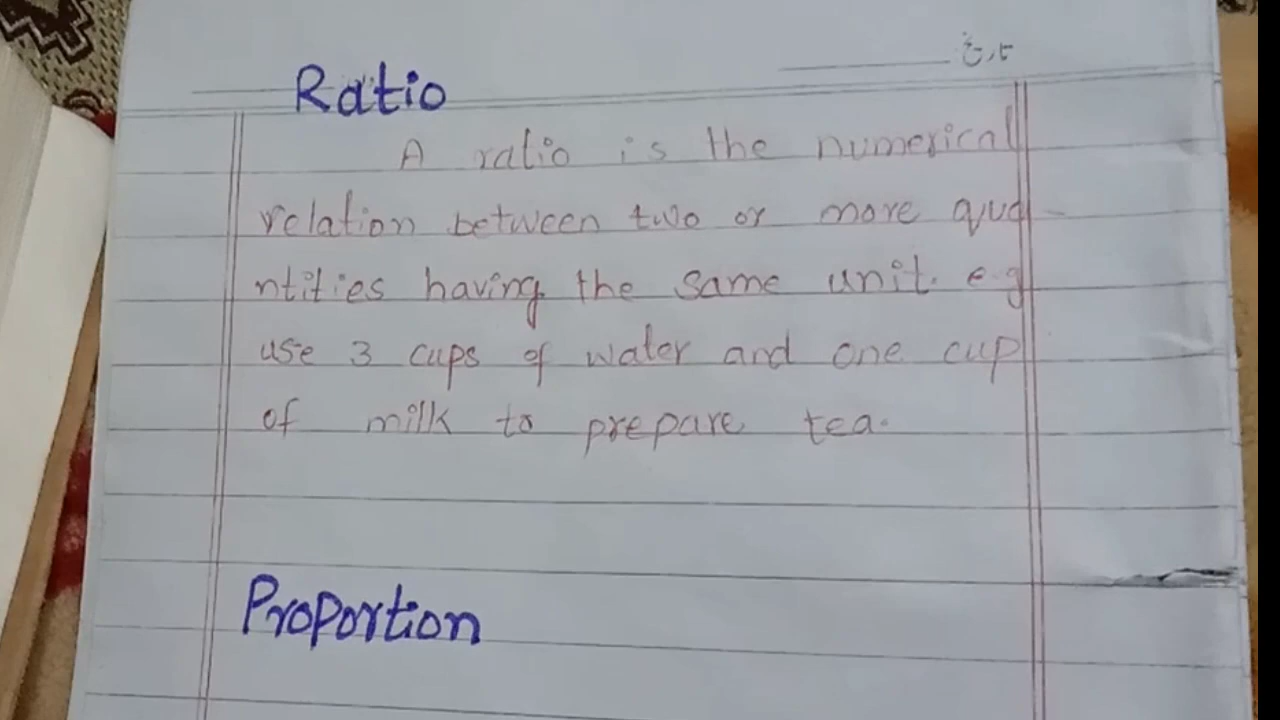 Ratio
A ratio is the numerical
relation between two or more qua-
ntities having the same unit. e.g
use 3 cups of water and one cup
of milk to prepare tea.
Proportion